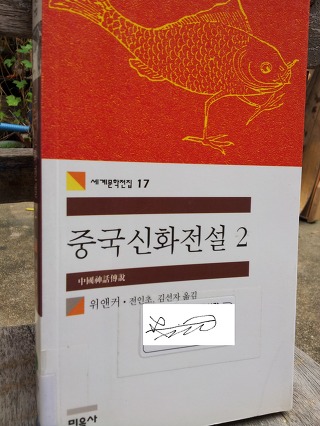 세계문학전집 17
중국신화전설 2
中國神話傳說
위앤커 · 전인초, 김선자 옮김
민음사